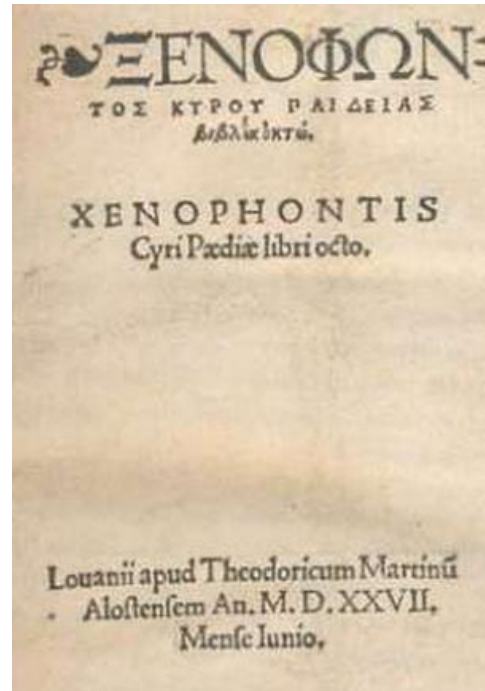 ΞΕΝΟΦΩΝ⸗
ΤΟΣ ΚΥΡΟΥ ΠΑΙΔΕΙΑΣ
βιβλία ὀκτώ.
XENOPHONTIS
Cyri Pædiæ libri octo.
Louanii apud Theodoricum Martinū
Aloſtenſem An. M. D. XXVII.
Menſe Iunio.